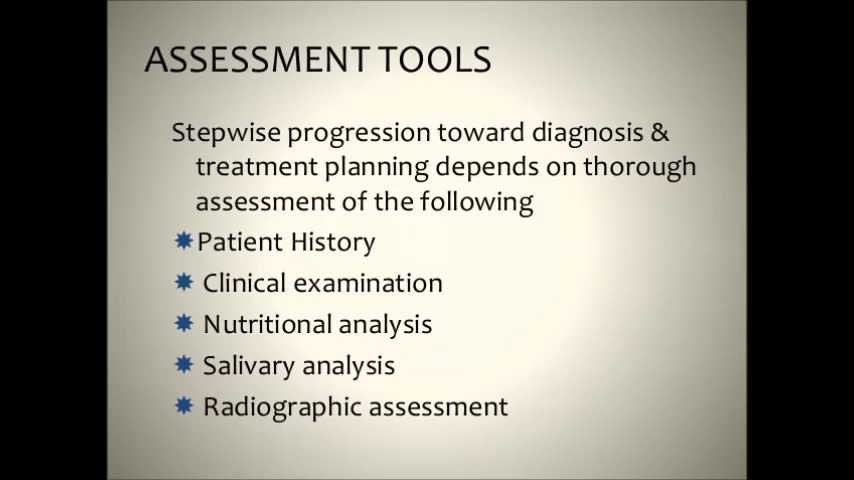 ASSESSMENT TOOLS
Stepwise progression toward diagnosis &
treatment planning depends on thorough
assessment of the following
Patient History
Clinical examination
Nutritional analysis
Salivary analysis
Radiographic assessment